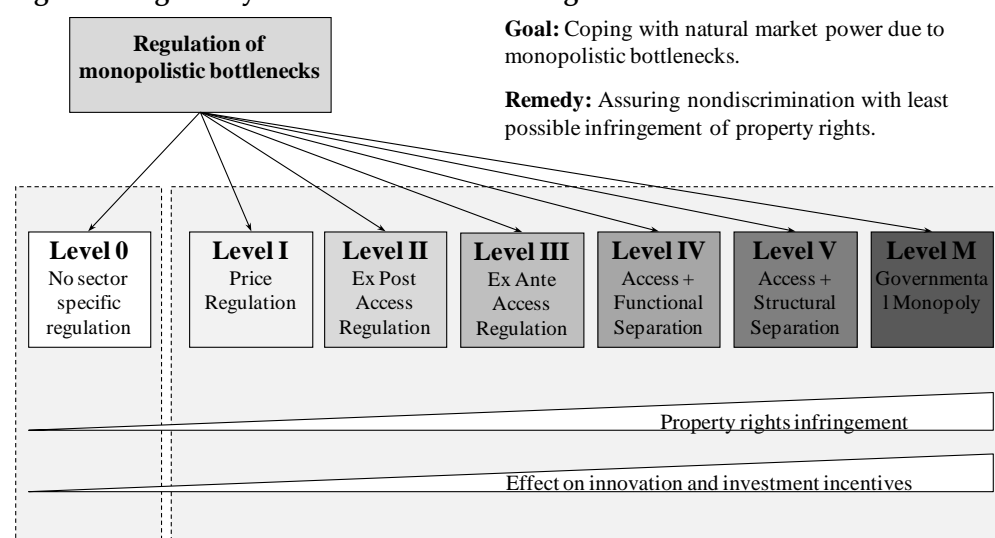 Regulation of
monopolistic bottlenecks
Goal: Coping with natural market power due to
monopolistic bottlenecks.
Remedy: Assuring nondiscrimination with least
possible infringement of property rights.
Level 0
No sector
specific
regulation
Level I
Price
Regulation
Level II
Ex Post
Access
Regulation
Level III
Ex Ante
Access
Regulation
Level IV
Access +
Functional
Separation
Level V
Access +
Structural
Separation
Level M
Governmenta
l Monopoly
Property rights infringement
Effect on innovation and investment incentives